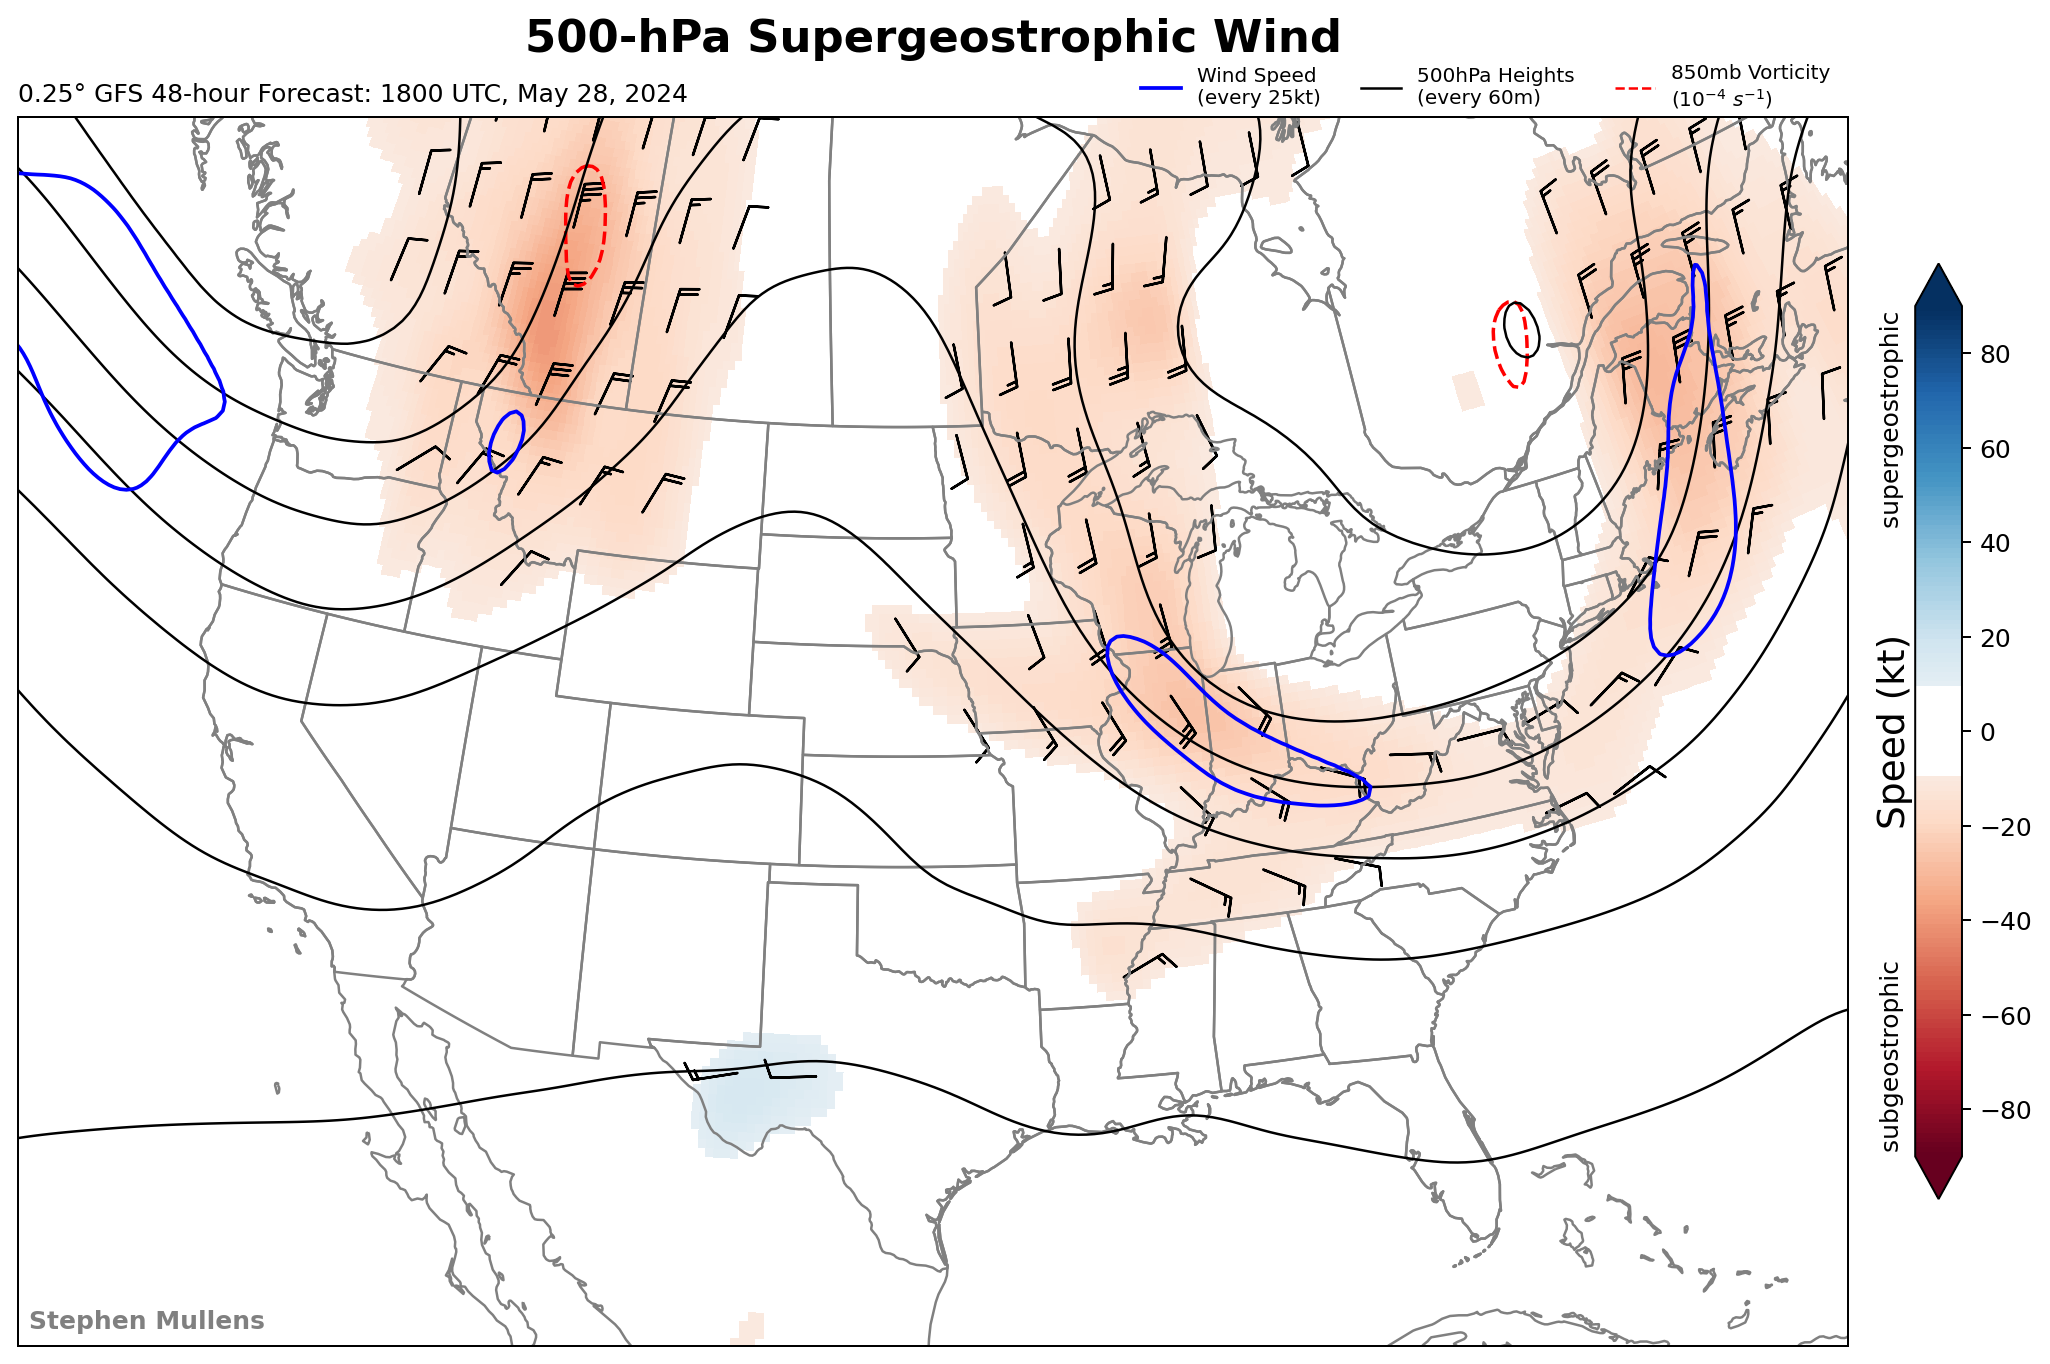 500-hPa Supergeostrophic Wind
0.25° GFS 48-hour Forecast: 1800 UTC, May 28, 2024
Wind Speed
(every 25kt)
500hPa Heights
(every 60m)
850mb Vorticity
(10⁻⁴ s⁻¹)
supergeostrophic
Speed (kt)
subgeostrophic
80
60
40
20
0
−20
−40
−60
−80
Stephen Mullens